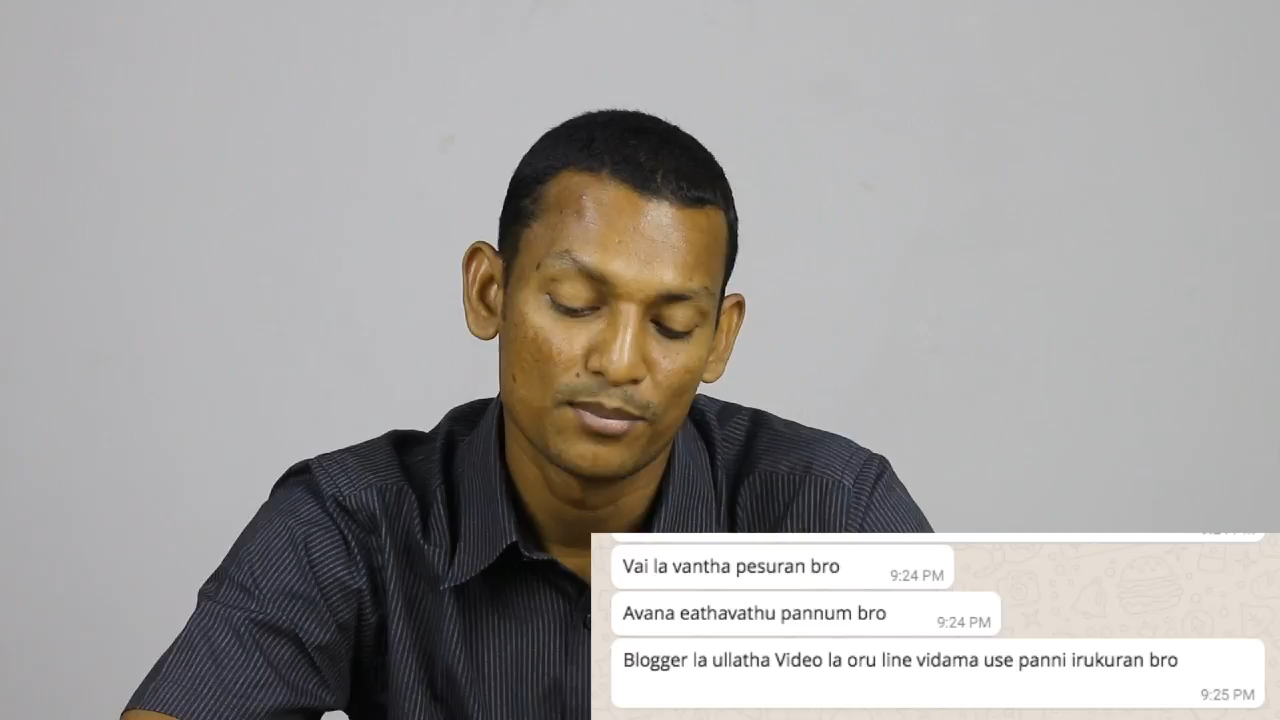 Vai la vantha pesuran bro
9:24 PM
Avana eathavathu pannum bro
9:24 PM
Blogger la ullatha Video la oru line vidama use panni irukuran bro
9:25 PM